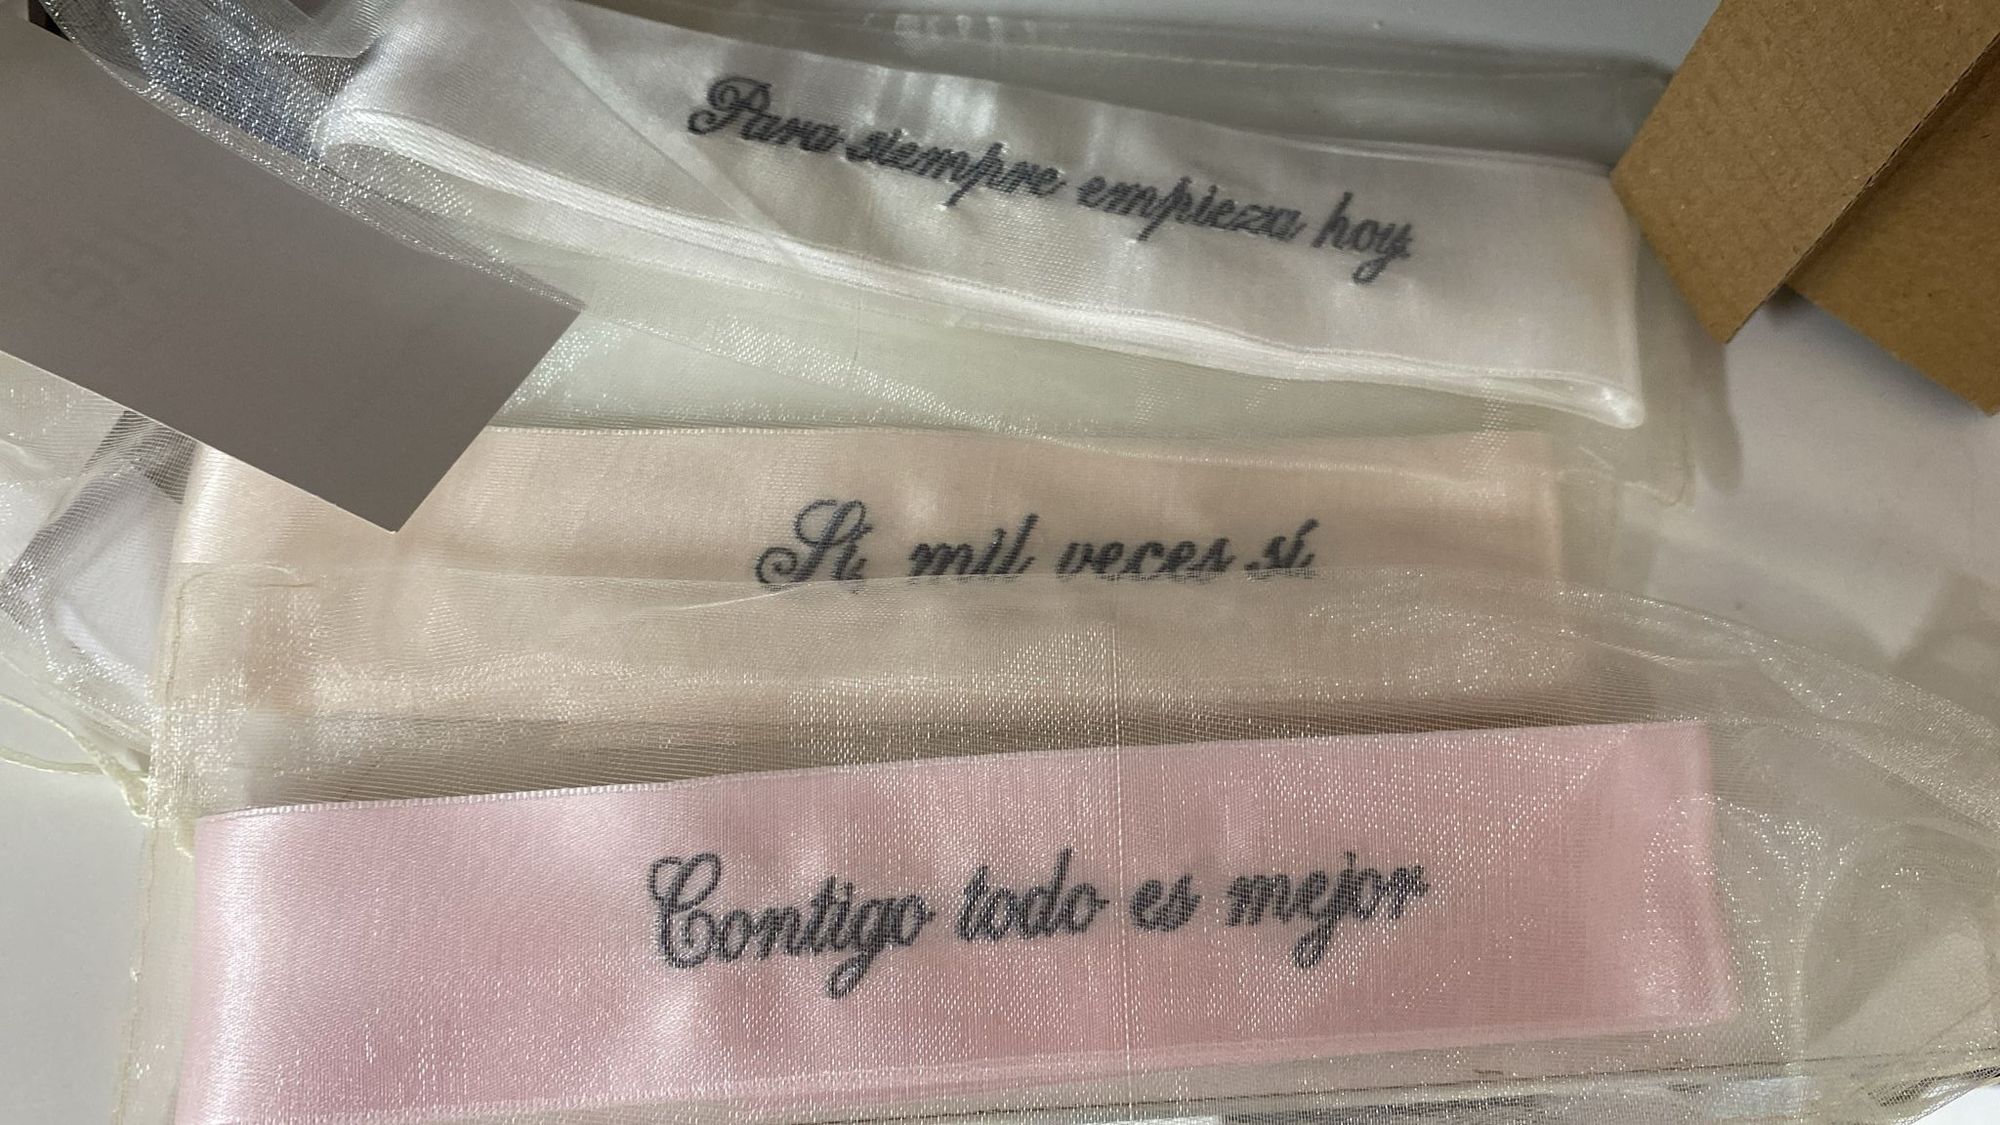 Para siempre empieza hoy.
Sí, mil veces sí
Contigo todo es mejor